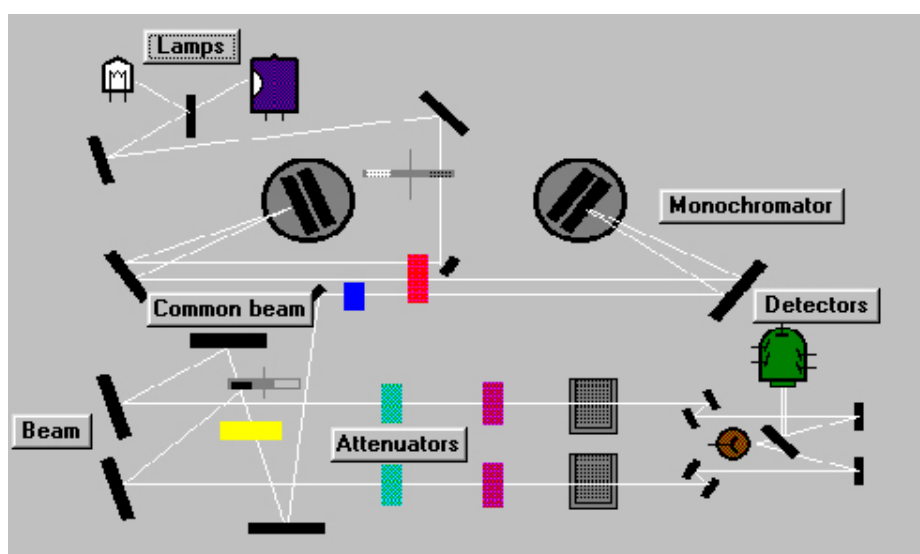 Lamps
Monochromator
Common beam
Detectors
Beam
Attenuators